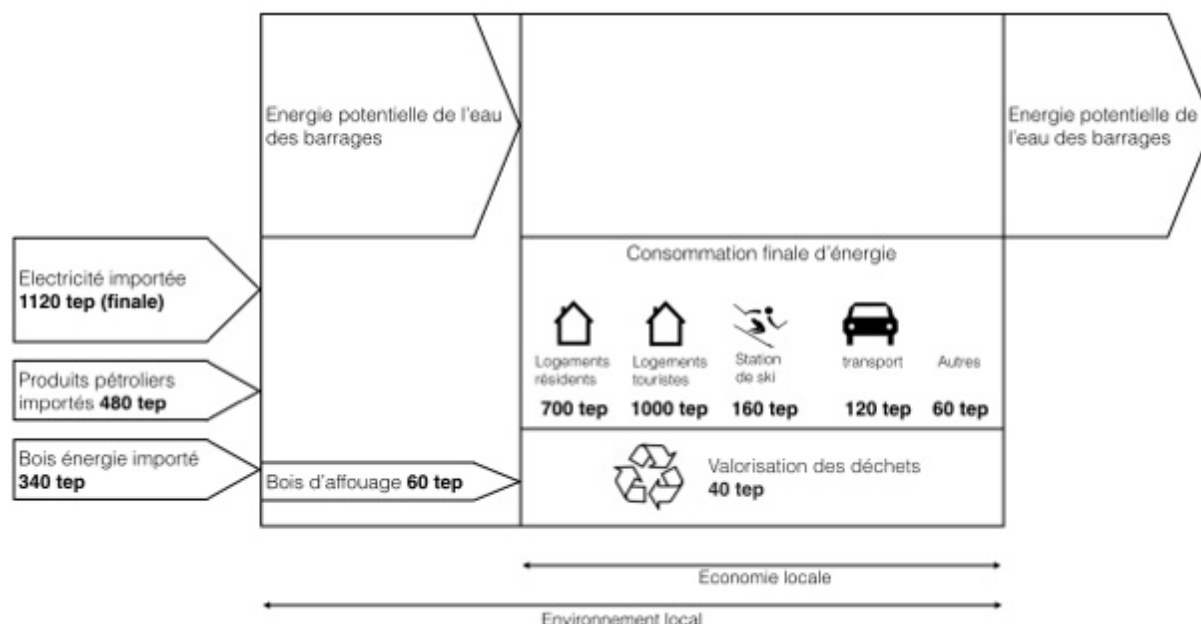 Energie potentielle de l'eau
des barrages
Energie potentielle de
l'eau des barrages
Electricité importée
1120 tep (finale)
Produits pétroliers
importés 480 tep
Bois énergie importé
340 tep
Bois d'affouage 60 tep
Consommation finale d'énergie
Logements
résidents
700 tep
Logements
touristes
1000 tep
Station
de ski
160 tep
transport
120 tep
Autres
60 tep
Valorisation des déchets
40 tep
Economie locale
Environnement local